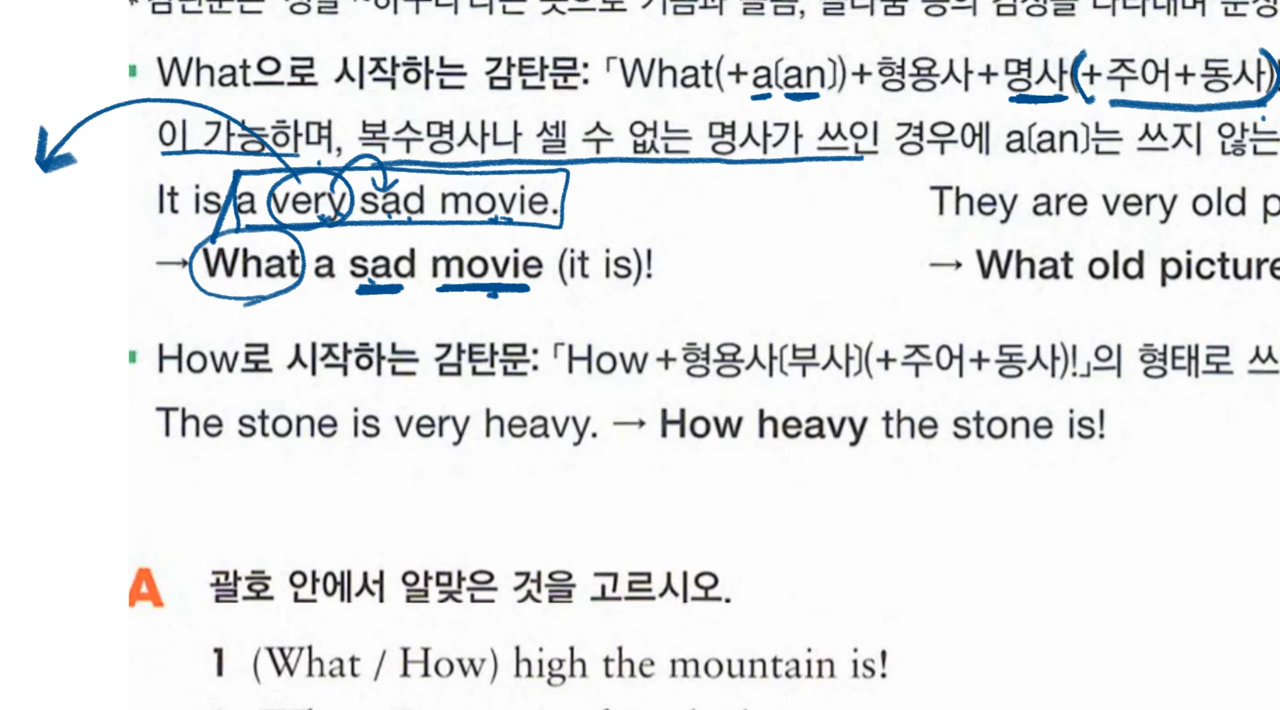 What으로 시작하는 감탄문: 「What(+a(an))+형용사+명사(+주어+동사)!
이 가능하며, 복수명사나 셀 수 없는 명사가 쓰인 경우에 a(an)는 쓰지 않는
It is a very sad movie. They are very old
→ What a sad movie (it is)! → What old picture
How로 시작하는 감탄문: 「How+형용사(부사)(+주어+동사)!」의 형태로 쓰
The stone is very heavy. → How heavy the stone is!
A 괄호 안에서 알맞은 것을 고르시오.
1 (What / How) high the mountain is!